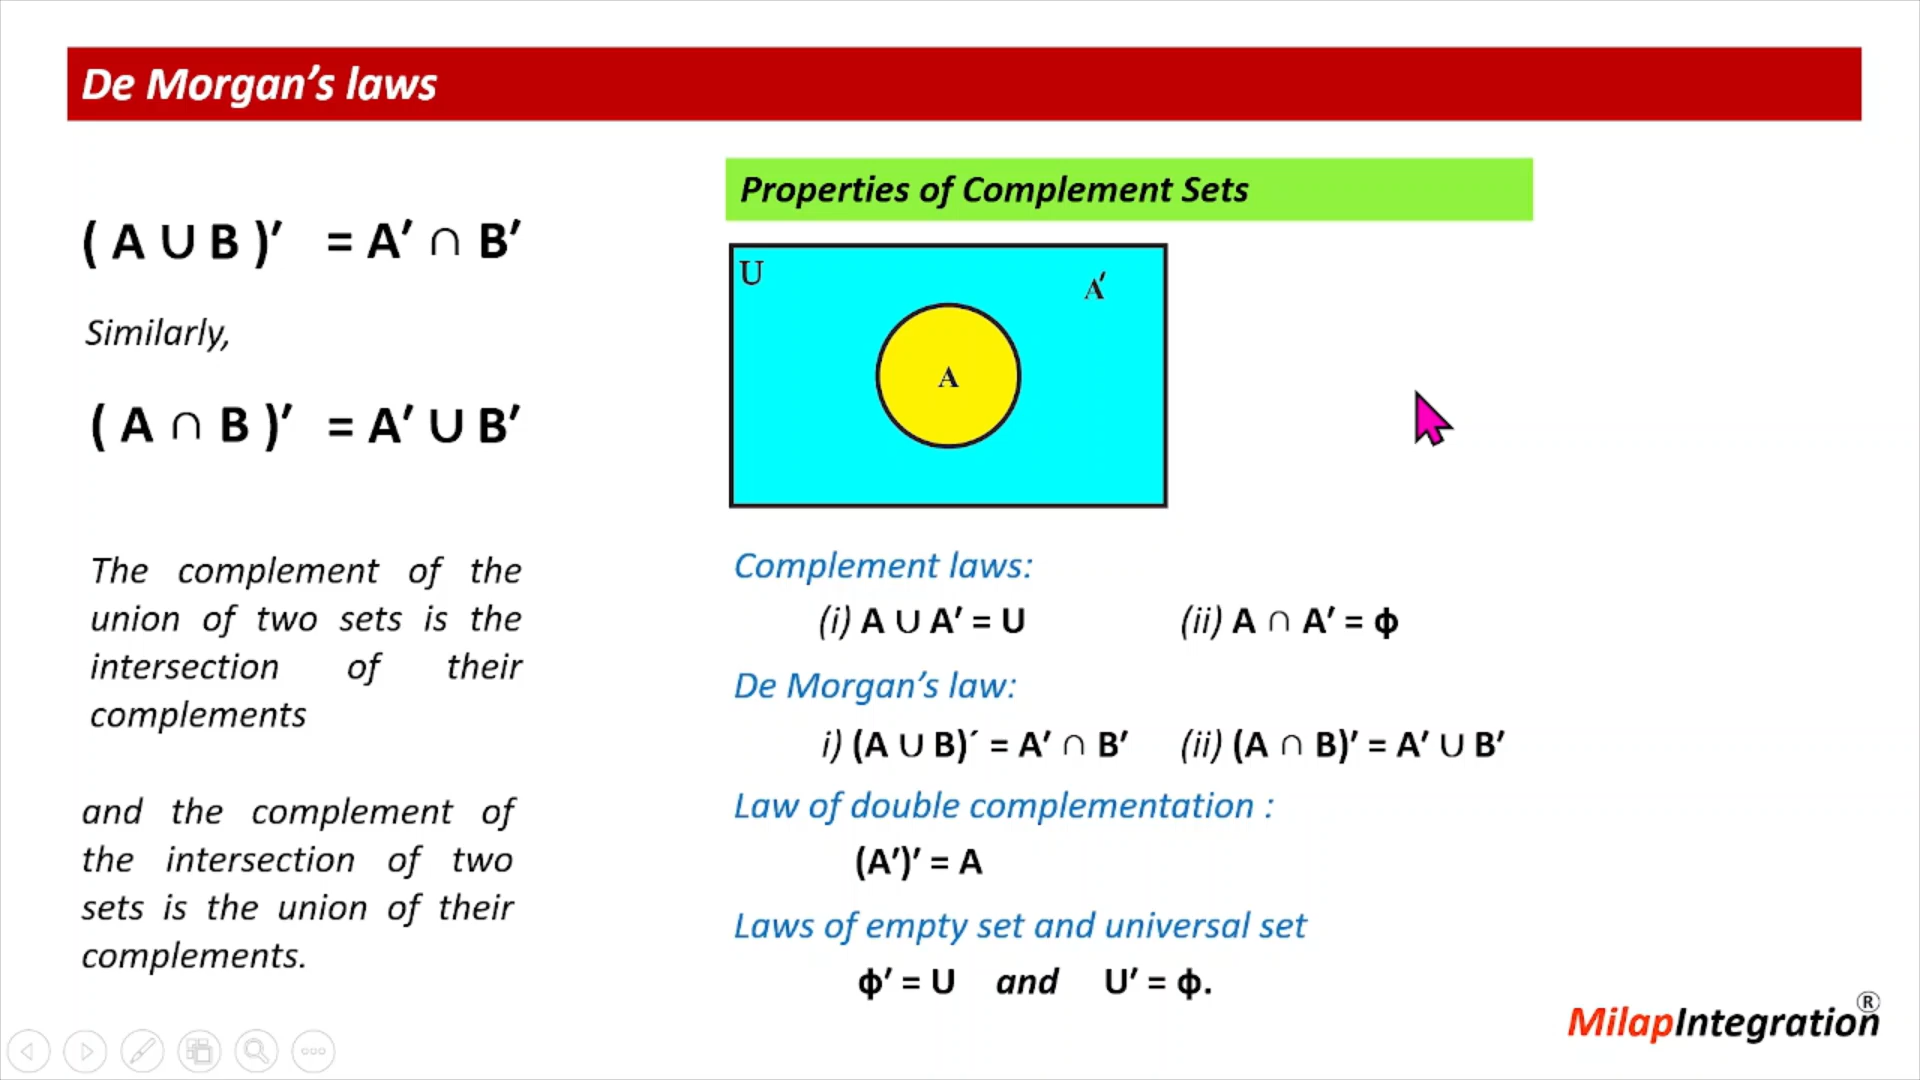 De Morgan’s laws
( A ∪ B )′ = A′ ∩ B′
Similarly,
( A ∩ B )′ = A′ ∪ B′
The complement of the
union of two sets is the
intersection of their
complements
and the complement of
the intersection of two
sets is the union of their
complements.
Properties of Complement Sets
U
A′
A
Complement laws:
(i) A ∪ A′ = U (ii) A ∩ A′ = ϕ
De Morgan’s law:
i) (A ∪ B)´ = A′ ∩ B′ (ii) (A ∩ B)′ = A′ ∪ B′
Law of double complementation :
(A′)′ = A
Laws of empty set and universal set
ϕ′ = U and U′ = ϕ.
MilapIntegration®